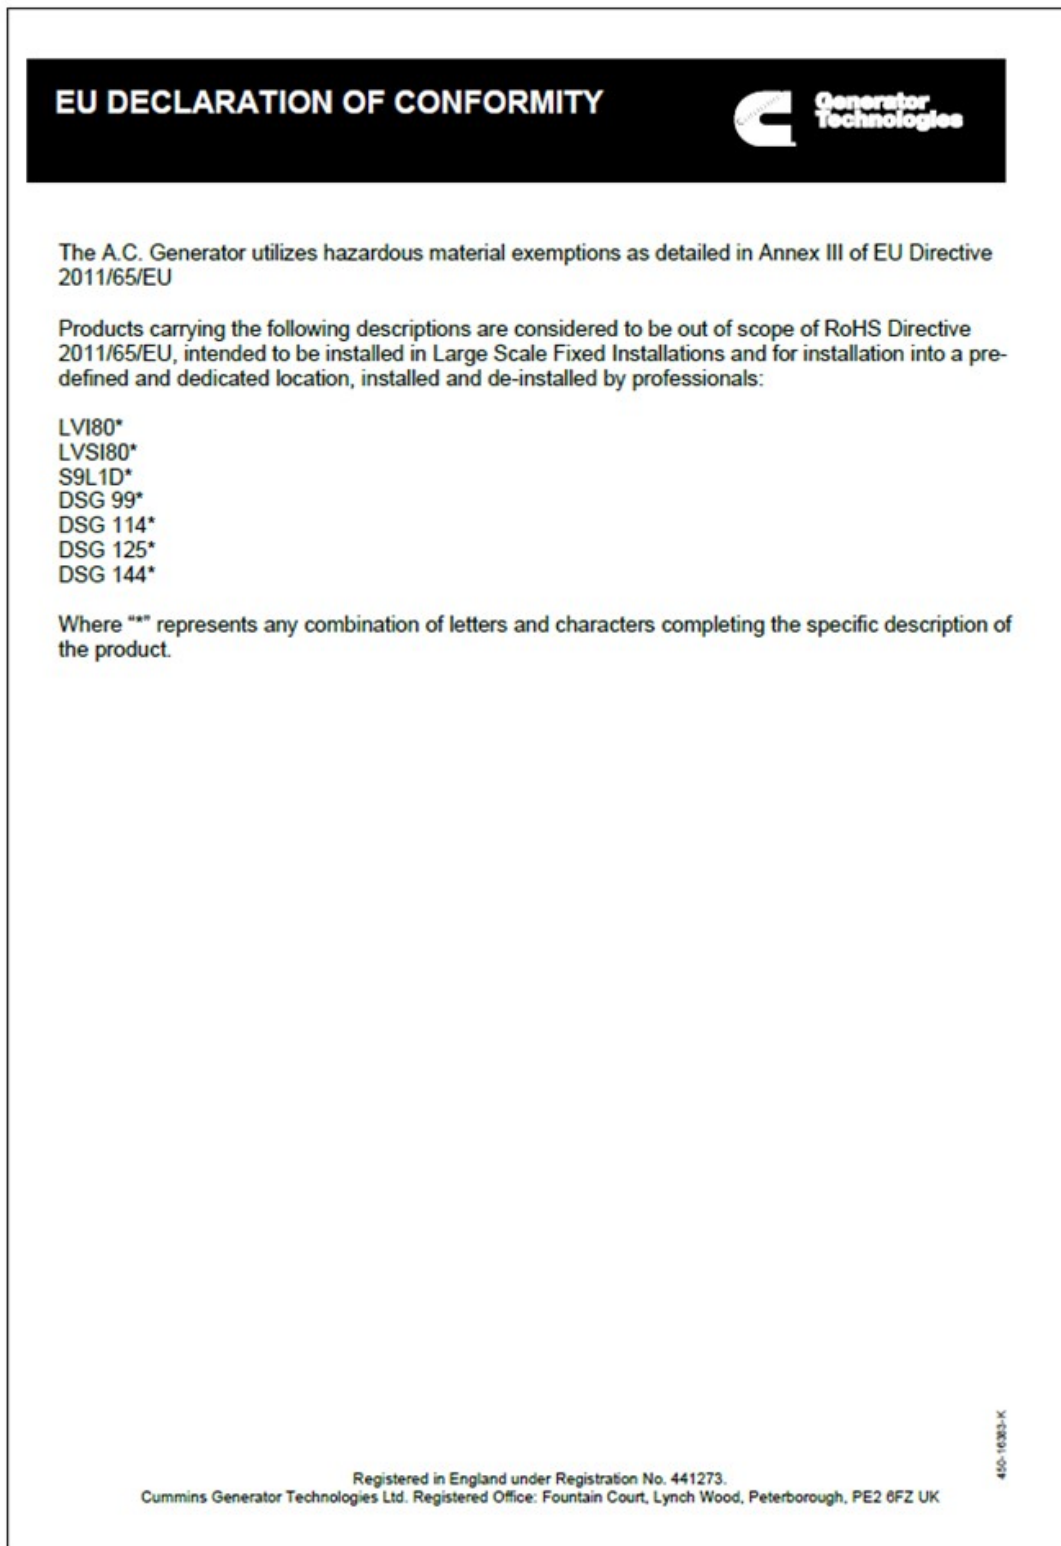 EU DECLARATION OF CONFORMITY
Generator
Technologies
The A.C. Generator utilizes hazardous material exemptions as detailed in Annex III of EU Directive
2011/65/EU
Products carrying the following descriptions are considered to be out of scope of RoHS Directive
2011/65/EU, intended to be installed in Large Scale Fixed Installations and for installation into a pre-
defined and dedicated location, installed and de-installed by professionals:
LVI80*
LVSI80*
S9L1D*
DSG 99*
DSG 114*
DSG 125*
DSG 144*
Where “*” represents any combination of letters and characters completing the specific description of
the product.
450-16383-K
Registered in England under Registration No. 441273.
Cummins Generator Technologies Ltd. Registered Office: Fountain Court, Lynch Wood, Peterborough, PE2 6FZ UK